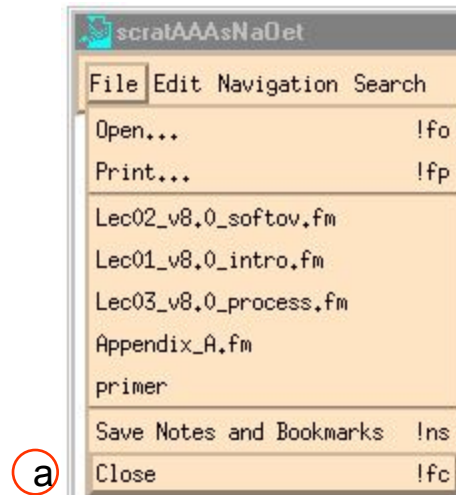 scratAAAsNaOet
File Edit Navigation Search
Open... !fo
Print... !fp
Lec02_v8.0_softov.fm
Lec01_v8.0_intro.fm
Lec03_v8.0_process.fm
Appendix_A.fm
primer
Save Notes and Bookmarks !ns
a Close !fc